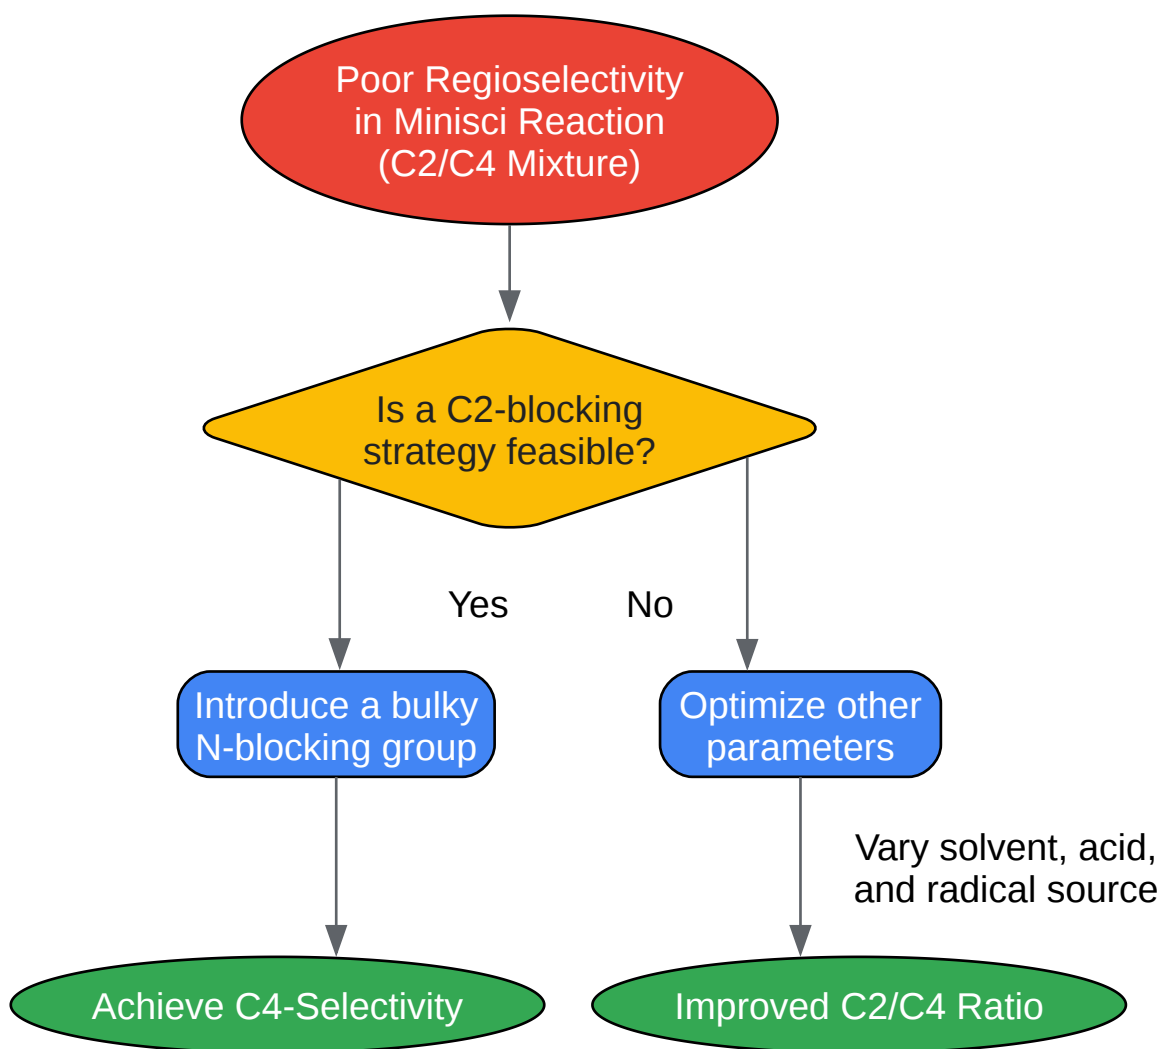 Poor Regioselectivity
in Minisci Reaction
(C2/C4 Mixture)
Is a C2-blocking
strategy feasible?
Yes
No
Introduce a bulky
N-blocking group
Optimize other
parameters
Vary solvent, acid,
and radical source
Achieve C4-Selectivity
Improved C2/C4 Ratio